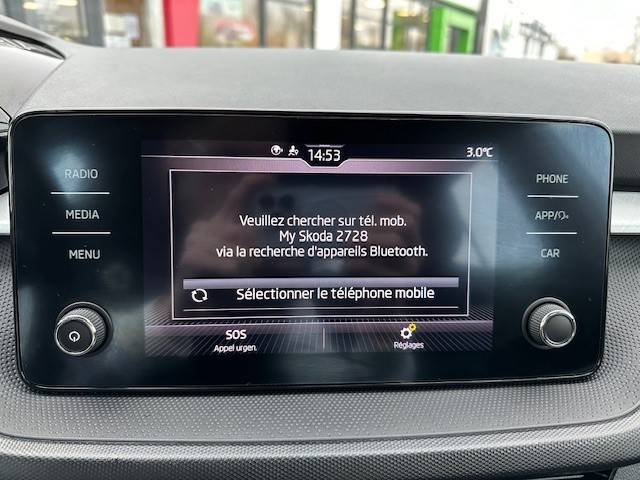 14:53
3.0°C
RADIO
MEDIA
MENU
PHONE
APP/
CAR
Veuillez chercher sur tél. mob.
My Skoda 2728
via la recherche d'appareils Bluetooth.
Sélectionner le téléphone mobile
SOS
Appel urgen.
Réglages